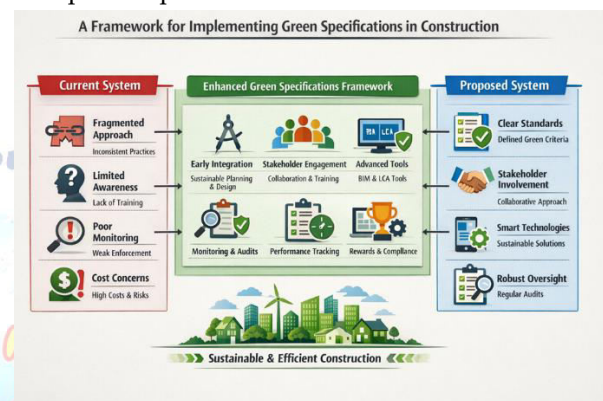 A Framework for Implementing Green Specifications in Construction
Current System
Fragmented
Approach
Inconsistent Practices
Limited
Awareness
Lack of Training
Poor
Monitoring
Weak Enforcement
Cost Concerns
High Costs & Risks
Enhanced Green Specifications Framework
Early Integration
Sustainable Planning
& Design
Stakeholder Engagement
Collaboration & Training
LCA
Advanced Tools
BIM & LCA Tools
Monitoring & Audits
Performance Tracking
Rewards & Compliance
Proposed System
Clear Standards
Defined Green Criteria
Stakeholder
Involvement
Collaborative Approach
Smart Technologies
Sustainable Solutions
Robust Oversight
Regular Audits
Sustainable & Efficient Construction